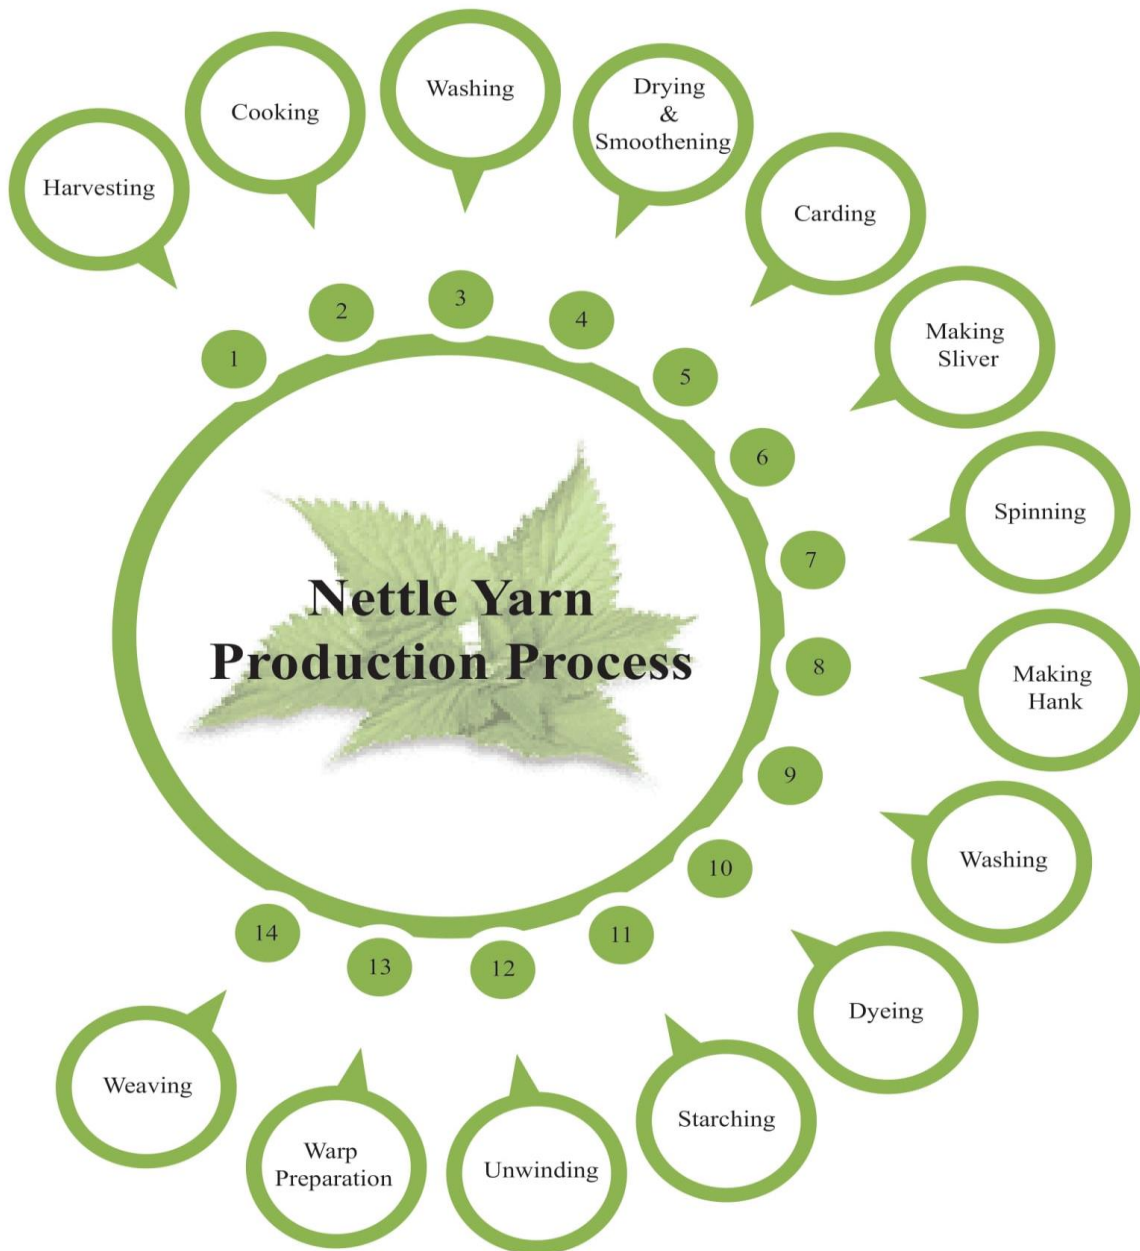 Nettle Yarn
Production Process
1
Harvesting
2
Cooking
3
Washing
4
Drying
&
Smoothening
5
Carding
6
Making
Sliver
7
Spinning
8
Making
Hank
9
Washing
10
Dyeing
11
Starching
12
Unwinding
13
Warp
Preparation
14
Weaving